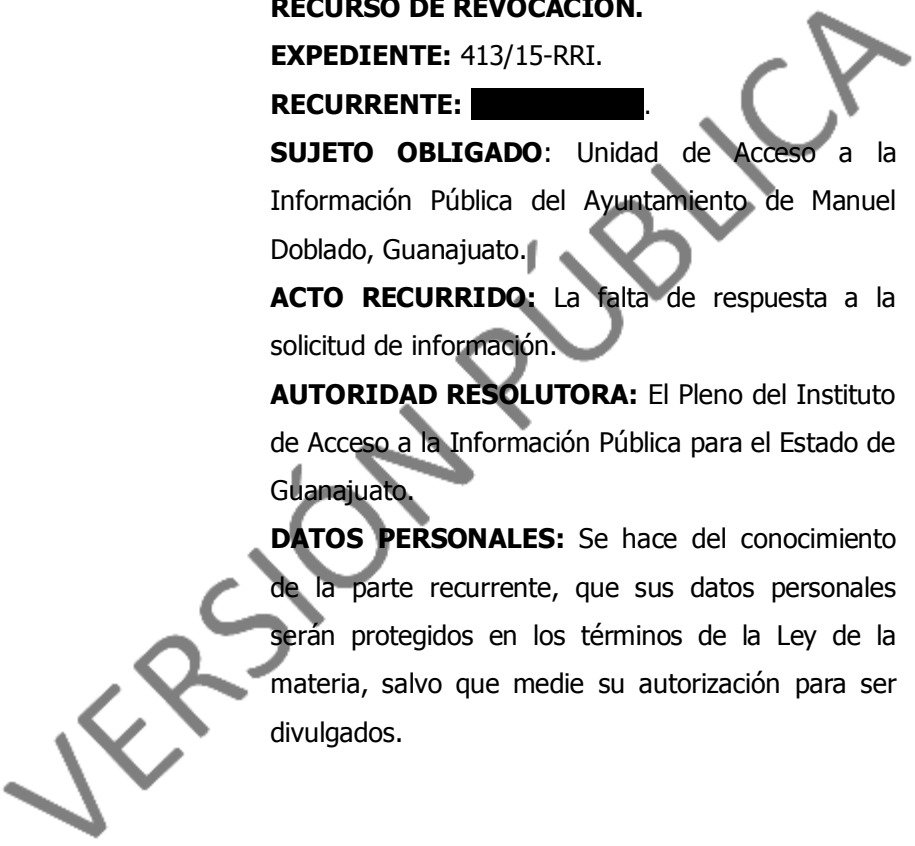 RECURSO DE REVOCACIÓN.
EXPEDIENTE: 413/15-RRI.
RECURRENTE: .
SUJETO OBLIGADO: Unidad de Acceso a la
Información Pública del Ayuntamiento de Manuel
Doblado, Guanajuato.
ACTO RECURRIDO: La falta de respuesta a la
solicitud de información.
AUTORIDAD RESOLUTORA: El Pleno del Instituto
de Acceso a la Información Pública para el Estado de
Guanajuato.
DATOS PERSONALES: Se hace del conocimiento
de la parte recurrente, que sus datos personales
serán protegidos en los términos de la Ley de la
materia, salvo que medie su autorización para ser
divulgados.
VERSIÓN PÚBLICA